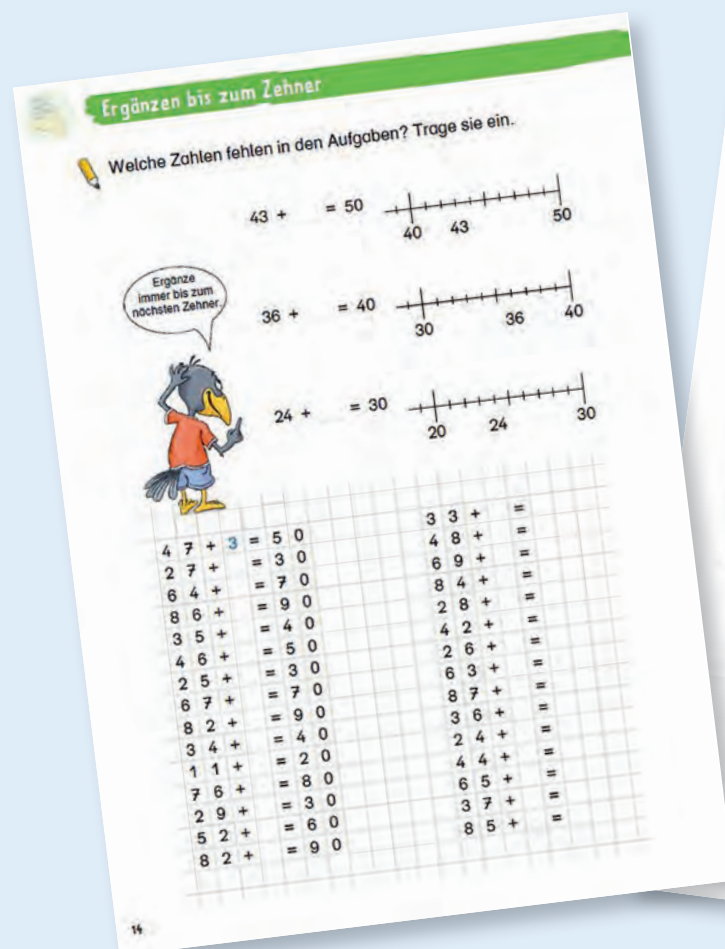 Ergänzen bis zum Zehner
Welche Zahlen fehlen in den Aufgaben? Trage sie ein.
43 + = 50
40 43 50
Ergänze
immer bis zum
nächsten Zehner.
36 + = 40
30 36 40
24 + = 30
20 24 30
47 + 3 = 50
27 + = 30
64 + = 70
86 + = 90
35 + = 40
46 + = 50
25 + = 30
67 + = 70
82 + = 90
34 + = 40
11 + = 20
76 + = 80
29 + = 30
52 + = 60
82 + = 90
33 + =
48 + =
69 + =
84 + =
28 + =
42 + =
26 + =
63 + =
87 + =
36 + =
24 + =
44 + =
65 + =
37 + =
85 + =
14